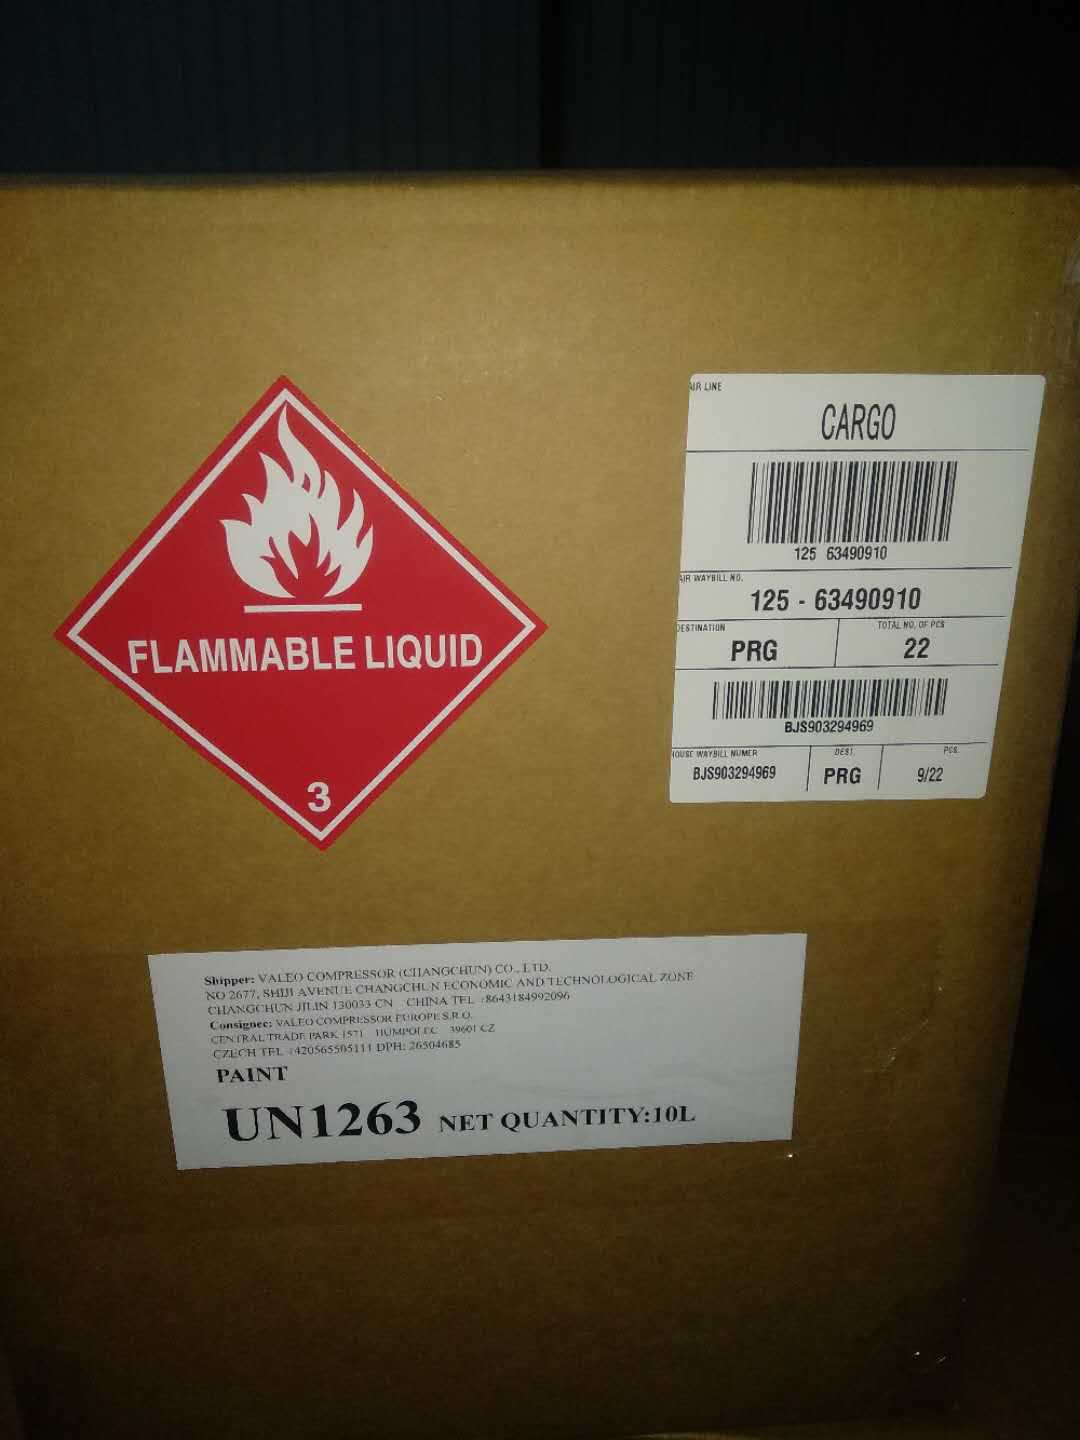 FLAMMABLE LIQUID
3
AIR LINE
CARGO
125 63490910
AIR WAYBILL NO.
125 - 63490910
DESTINATION
PRG
TOTAL NO. OF PCS
22
BJS903294969
HOUSE WAYBILL NUMER
BJS903294969
DEST.
PRG
PCS
9/22
Shipper: VALEO COMPRESSOR (CHANGCHUN) CO., LTD.
NO 2677, SHIJI AVENUE CHANGCHUN ECONOMIC AND TECHNOLOGICAL ZONE
CHANGCHUN JILIN 130033 CN CHINA TEL +8643184992096
Consignee: VALEO COMPRESSOR EUROPE S.R.O.
CENTRAL TRADE PARK 1571 HUMPOLEC 39601 CZ
CZECH TEL +420565505111 DPH: 26504685
PAINT
UN1263 NET QUANTITY:10L